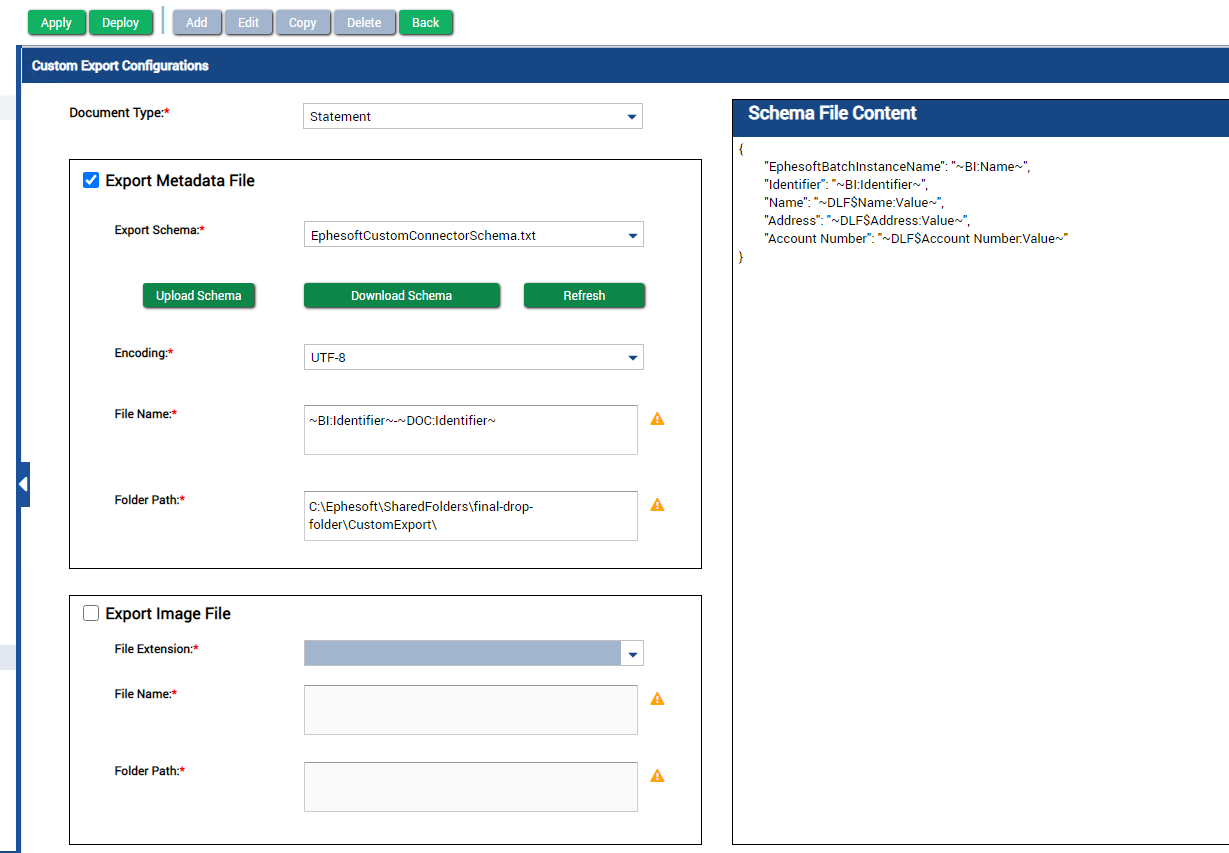 Apply Deploy Add Edit Copy Delete Back
Custom Export Configurations
Document Type:*
Statement
Export Metadata File
Export Schema:*
EphesoftCustomConnectorSchema.txt
Upload Schema Download Schema Refresh
Encoding:*
UTF-8
File Name:*
~BI:Identifier~-~DOC:Identifier~
Folder Path:*
C:\Ephesoft\SharedFolders\final-drop-
folder\CustomExport\
Export Image File
File Extension:*
File Name:*
Folder Path:*
Schema File Content
{
"EphesoftBatchInstanceName": "~BI:Name~",
"Identifier": "~BI:Identifier~",
"Name": "~DLF$Name:Value~",
"Address": "~DLF$Address:Value~",
"Account Number": "~DLF$Account Number:Value~"
}